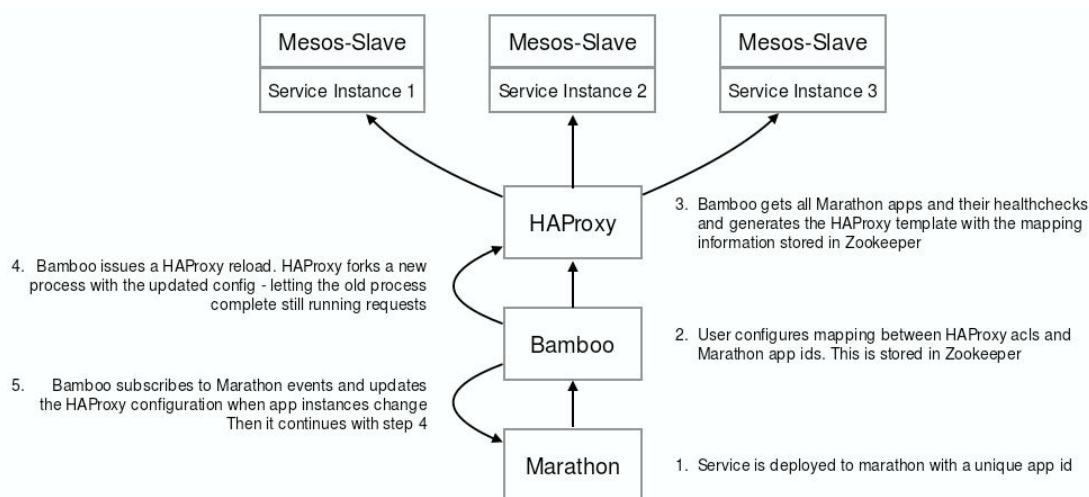 Mesos-Slave
Mesos-Slave
Mesos-Slave
Service Instance 1
Service Instance 2
Service Instance 3
HAProxy
3. Bamboo gets all Marathon apps and their healthchecks
and generates the HAProxy template with the mapping
information stored in Zookeeper
4. Bamboo issues a HAProxy reload. HAProxy forks a new
process with the updated config - letting the old process
complete still running requests
Bamboo
2. User configures mapping between HAProxy acls and
Marathon app ids. This is stored in Zookeeper
5. Bamboo subscribes to Marathon events and updates
the HAProxy configuration when app instances change
Then it continues with step 4
Marathon
1. Service is deployed to marathon with a unique app id